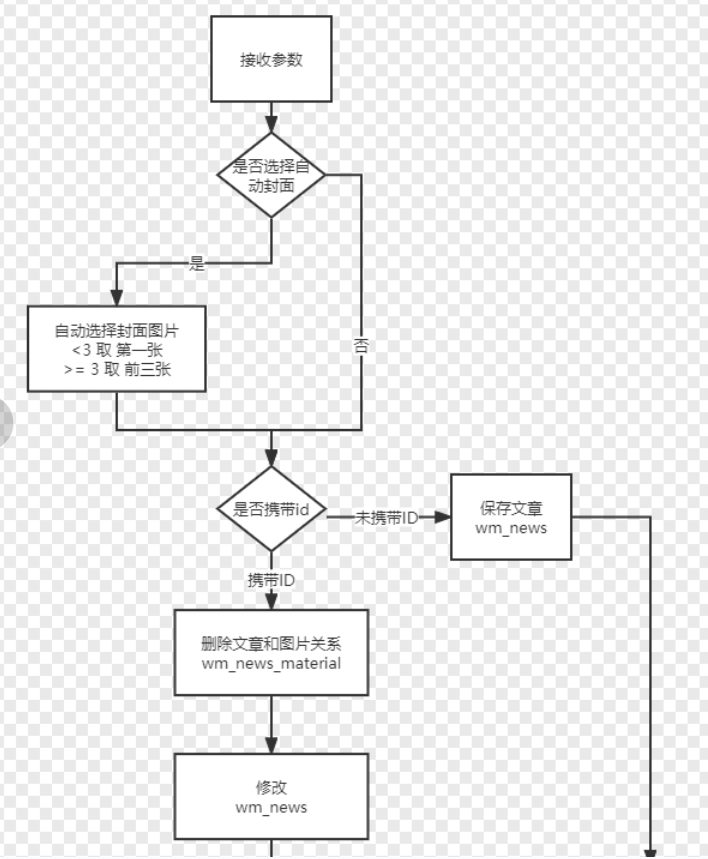 接收参数
是否选择自
动封面
是
自动选择封面图片
<3 取 第一张
>= 3 取 前三张
否
是否携带id
未携带ID
保存文章
wm_news
携带ID
删除文章和图片关系
wm_news_material
修改
wm_news